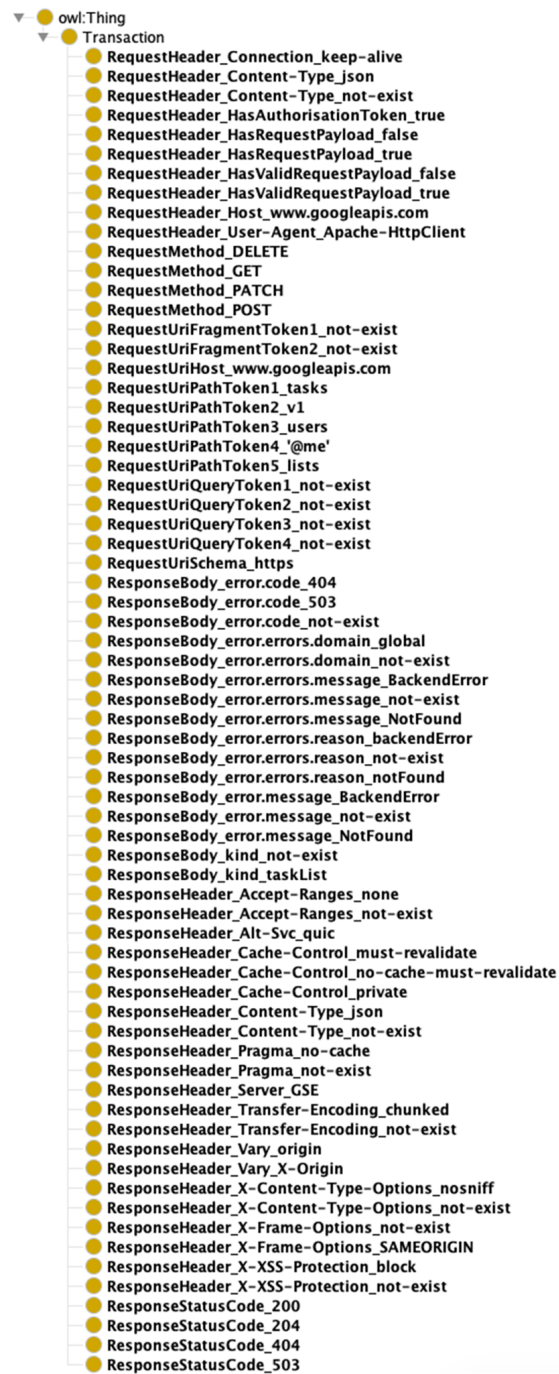 owl:Thing
Transaction
RequestHeader_Connection_keep-alive
RequestHeader_Content-Type_json
RequestHeader_Content-Type_not-exist
RequestHeader_HasAuthorisationToken_true
RequestHeader_HasRequestPayload_false
RequestHeader_HasRequestPayload_true
RequestHeader_HasValidRequestPayload_false
RequestHeader_HasValidRequestPayload_true
RequestHeader_Host_www.googleapis.com
RequestHeader_User-Agent_Apache-HttpClient
RequestMethod_DELETE
RequestMethod_GET
RequestMethod_PATCH
RequestMethod_POST
RequestUriFragmentToken1_not-exist
RequestUriFragmentToken2_not-exist
RequestUriHost_www.googleapis.com
RequestUriPathToken1_tasks
RequestUriPathToken2_v1
RequestUriPathToken3_users
RequestUriPathToken4_'@me'
RequestUriPathToken5_lists
RequestUriQueryToken1_not-exist
RequestUriQueryToken2_not-exist
RequestUriQueryToken3_not-exist
RequestUriQueryToken4_not-exist
RequestUriSchema_https
ResponseBody_error.code_404
ResponseBody_error.code_503
ResponseBody_error.code_not-exist
ResponseBody_error.errors.domain_global
ResponseBody_error.errors.domain_not-exist
ResponseBody_error.errors.message_BackendError
ResponseBody_error.errors.message_not-exist
ResponseBody_error.errors.message_NotFound
ResponseBody_error.errors.reason_backendError
ResponseBody_error.errors.reason_not-exist
ResponseBody_error.errors.reason_notFound
ResponseBody_error.message_BackendError
ResponseBody_error.message_not-exist
ResponseBody_error.message_NotFound
ResponseBody_kind_not-exist
ResponseBody_kind_taskList
ResponseHeader_Accept-Ranges_none
ResponseHeader_Accept-Ranges_not-exist
ResponseHeader_Alt-Svc_quic
ResponseHeader_Cache-Control_must-revalidate
ResponseHeader_Cache-Control_no-cache-must-revalidate
ResponseHeader_Cache-Control_private
ResponseHeader_Content-Type_json
ResponseHeader_Content-Type_not-exist
ResponseHeader_Pragma_no-cache
ResponseHeader_Pragma_not-exist
ResponseHeader_Server_GSE
ResponseHeader_Transfer-Encoding_chunked
ResponseHeader_Transfer-Encoding_not-exist
ResponseHeader_Vary_origin
ResponseHeader_Vary_X-Origin
ResponseHeader_X-Content-Type-Options_nosniff
ResponseHeader_X-Content-Type-Options_not-exist
ResponseHeader_X-Frame-Options_not-exist
ResponseHeader_X-Frame-Options_SAMEORIGIN
ResponseHeader_X-XSS-Protection_block
ResponseHeader_X-XSS-Protection_not-exist
ResponseStatusCode_200
ResponseStatusCode_204
ResponseStatusCode_404
ResponseStatusCode_503